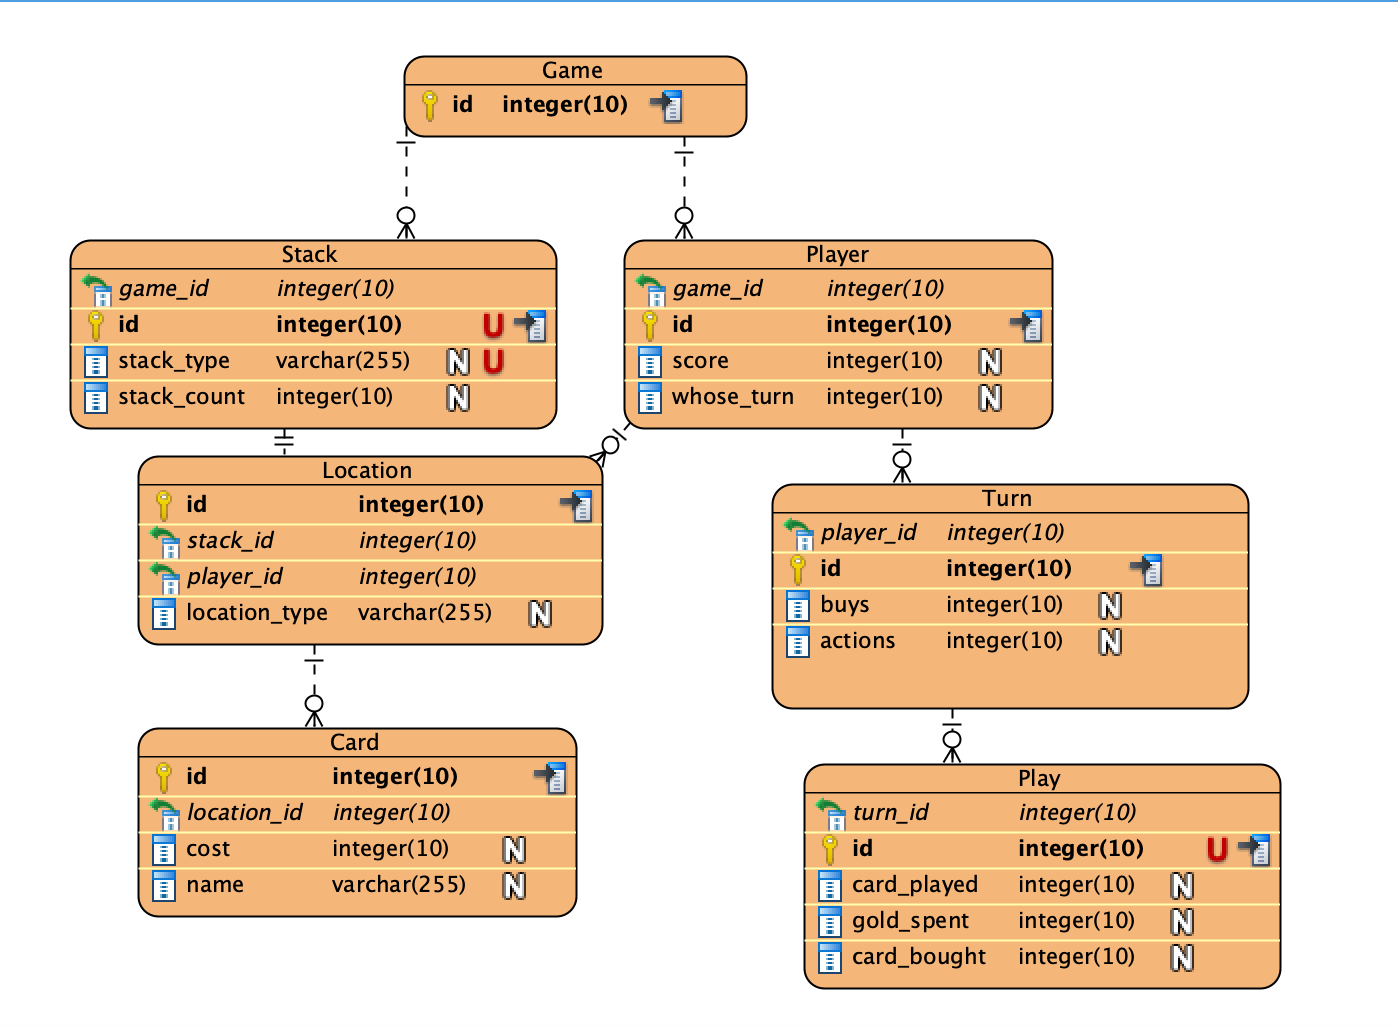 Game
id integer(10)
Stack
game_id integer(10)
id integer(10) U
stack_type varchar(255) N U
stack_count integer(10) N
Player
game_id integer(10)
id integer(10)
score integer(10) N
whose_turn integer(10) N
Location
id integer(10)
stack_id integer(10)
player_id integer(10)
location_type varchar(255) N
Turn
player_id integer(10)
id integer(10)
buys integer(10) N
actions integer(10) N
Card
id integer(10)
location_id integer(10)
cost integer(10) N
name varchar(255) N
Play
turn_id integer(10)
id integer(10) U
card_played integer(10) N
gold_spent integer(10) N
card_bought integer(10) N